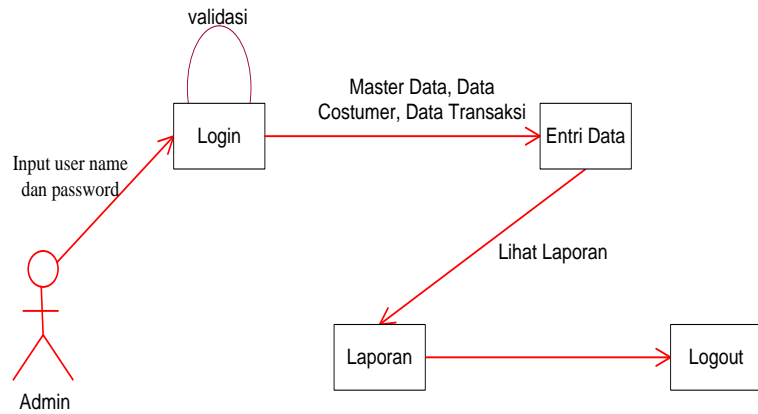 validasi
Master Data, Data
Costumer, Data Transaksi
Login
Entri Data
Input user name
dan password
Lihat Laporan
Laporan
Logout
Admin